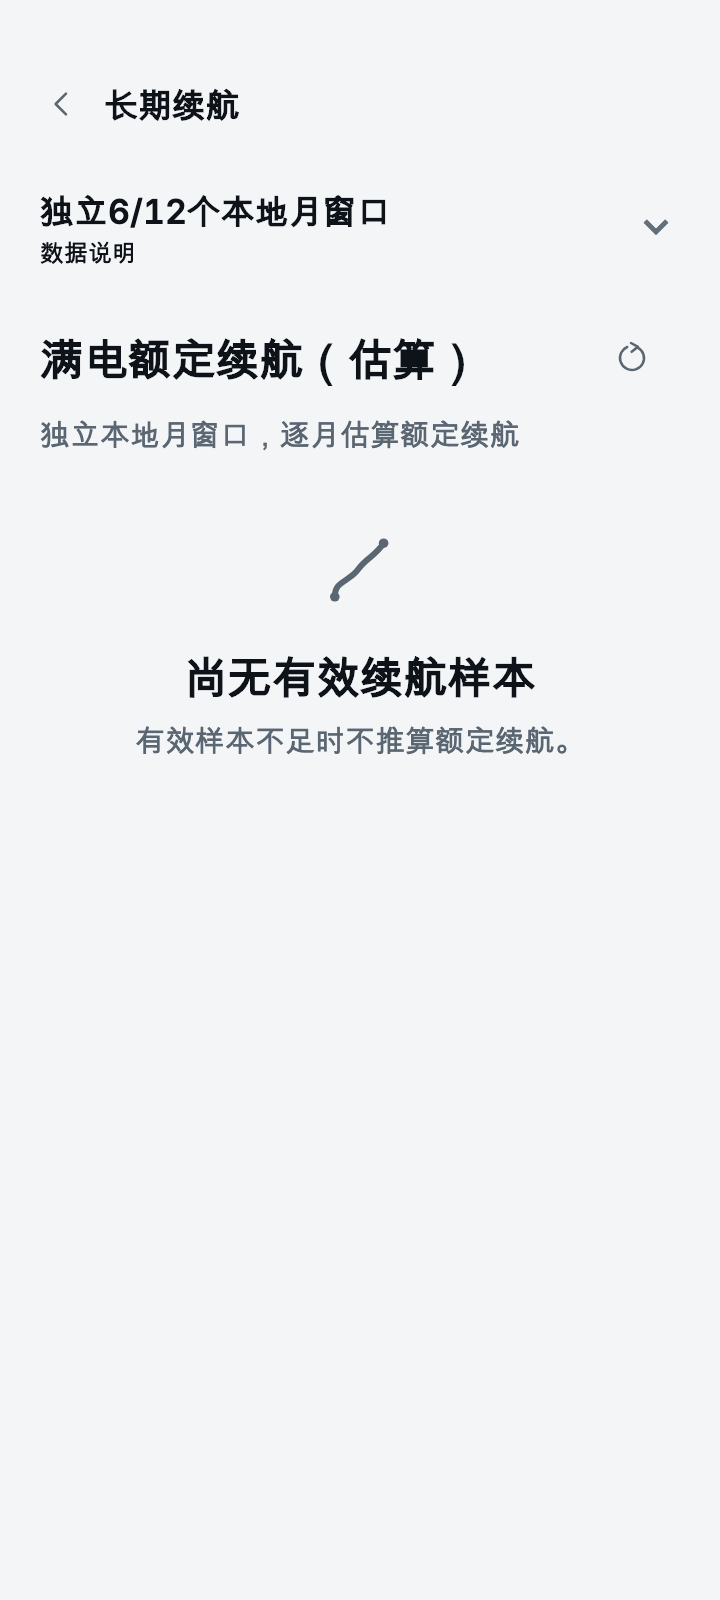 长期续航
独立6/12个本地月窗口
数据说明
满电额定续航（估算）
独立本地月窗口，逐月估算额定续航
尚无有效续航样本
有效样本不足时不推算额定续航。